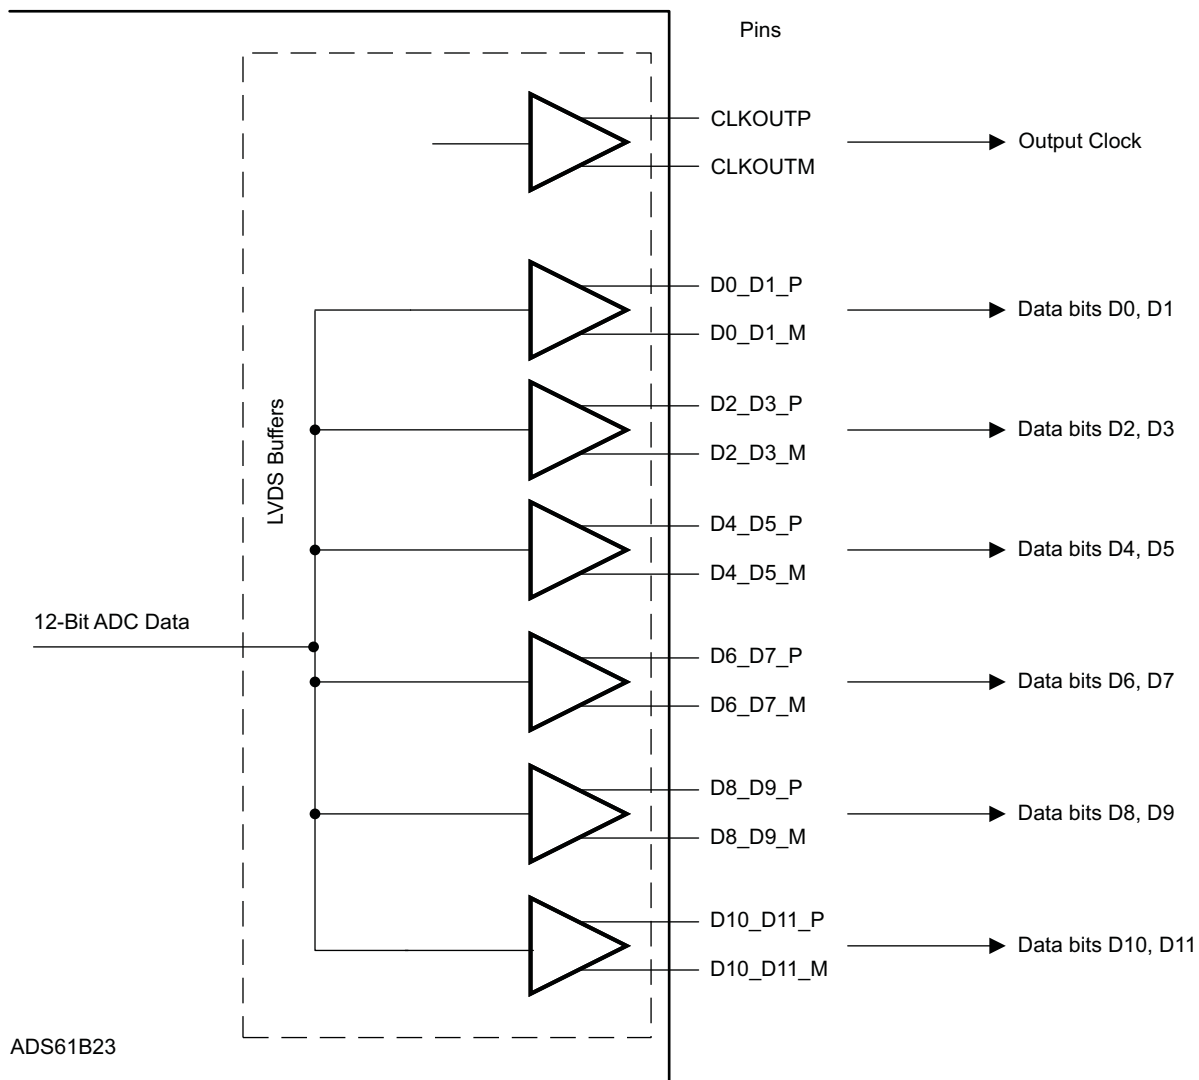 Pins
CLKOUTP
Output Clock
CLKOUTM
D0_D1_P
Data bits D0, D1
D0_D1_M
D2_D3_P
Data bits D2, D3
D2_D3_M
LVDS Buffers
D4_D5_P
Data bits D4, D5
D4_D5_M
12-Bit ADC Data
D6_D7_P
Data bits D6, D7
D6_D7_M
D8_D9_P
Data bits D8, D9
D8_D9_M
D10_D11_P
Data bits D10, D11
D10_D11_M
ADS61B23